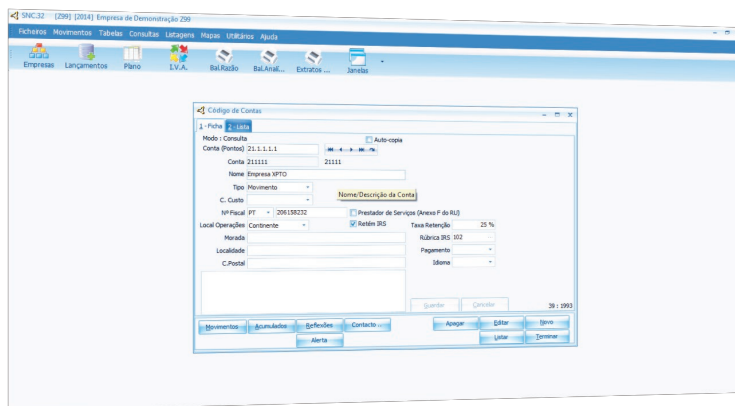 SNC.32 [Z99] [2014] Empresa de Demonstração Z99
Ficheiros Movimentos Tabelas Consultas Listagens Mapas Utilitários Ajuda
Empresas Lançamentos Plano I.V.A. Bal.Razão Bal.Anali... Extratos .... Janelas
Código de Contas
1 - Ficha 2 - Lista
Modo : Consulta Auto-copia
Conta (Pontos) 21.1.1.1.1
Conta 211111 21111
Nome Empresa XPTO
Tipo Movimento
Nome/Descrição da Conta
C. Custo
Nº Fiscal PT 206158232 Prestador de Serviços (Anexo F do RU)
Local Operações Continente Retém IRS Taxa Retenção 25 %
Morada Rúbrica IRS 102
Localidade Pagamento
C.Postal Idioma
Guardar Cancelar 39 : 1993
Movimentos Acumulados Reflexões Contacto ... Apagar Editar Novo
Alerta Listar Terminar